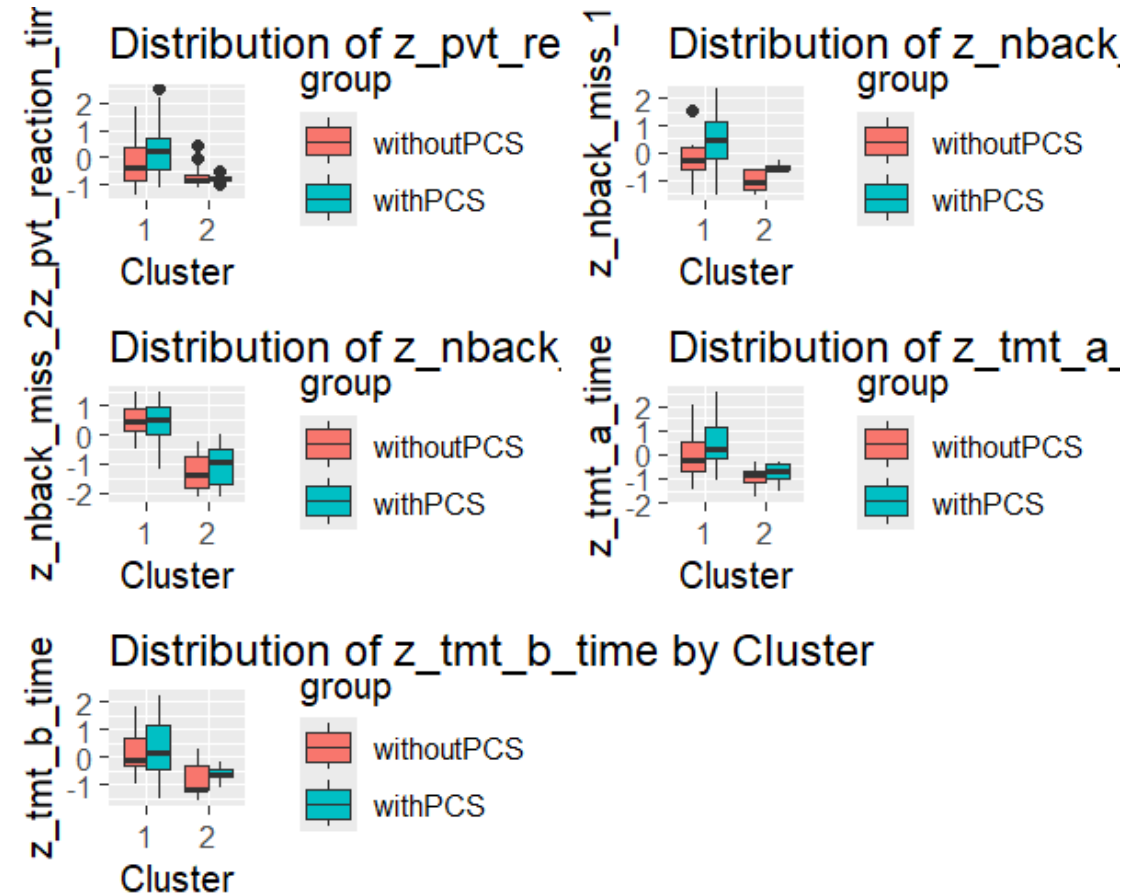 Distribution of z_pvt_re
z_pvt_reaction_tim
2
1
0
-1
1 2
Cluster
group
withoutPCS
withPCS
Distribution of z_nback_
z_nback_miss_1
2
1
0
-1
1 2
Cluster
group
withoutPCS
withPCS
Distribution of z_nback_
z_nback_miss_2
1
0
-1
-2
1 2
Cluster
group
withoutPCS
withPCS
Distribution of z_tmt_a_
z_tmt_a_time
2
1
0
-1
-2
1 2
Cluster
group
withoutPCS
withPCS
Distribution of z_tmt_b_time by Cluster
z_tmt_b_time
2
1
0
-1
1 2
Cluster
group
withoutPCS
withPCS